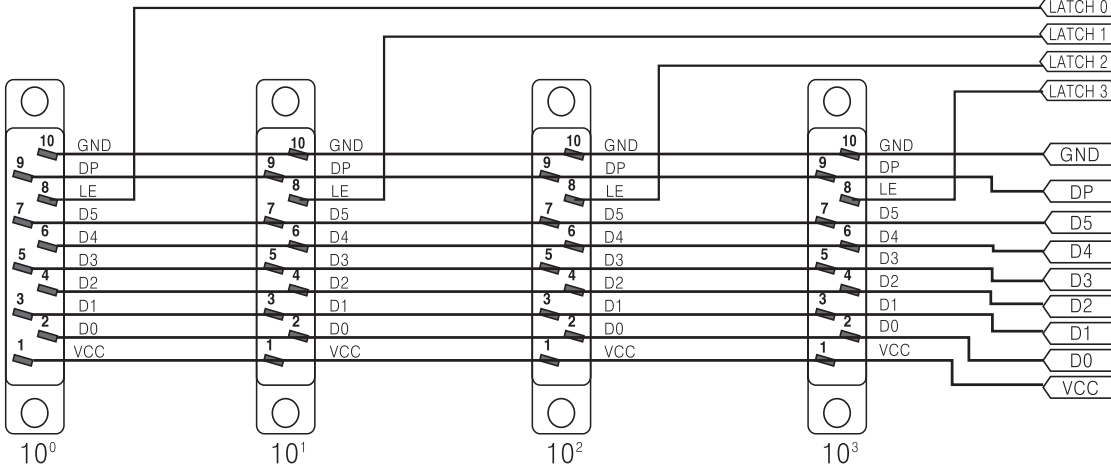 LATCH 0
LATCH 1
LATCH 2
LATCH 3
10 GND 10 GND 10 GND 10 GND GND
9 DP 9 DP 9 DP 9 DP DP
8 LE 8 LE 8 LE 8 LE
7 D5 7 D5 7 D5 7 D5 D5
6 D4 6 D4 6 D4 6 D4 D4
5 D3 5 D3 5 D3 5 D3 D3
4 D2 4 D2 4 D2 4 D2 D2
3 D1 3 D1 3 D1 3 D1 D1
2 D0 2 D0 2 D0 2 D0 D0
1 VCC 1 VCC 1 VCC 1 VCC VCC
10⁰ 10¹ 10² 10³